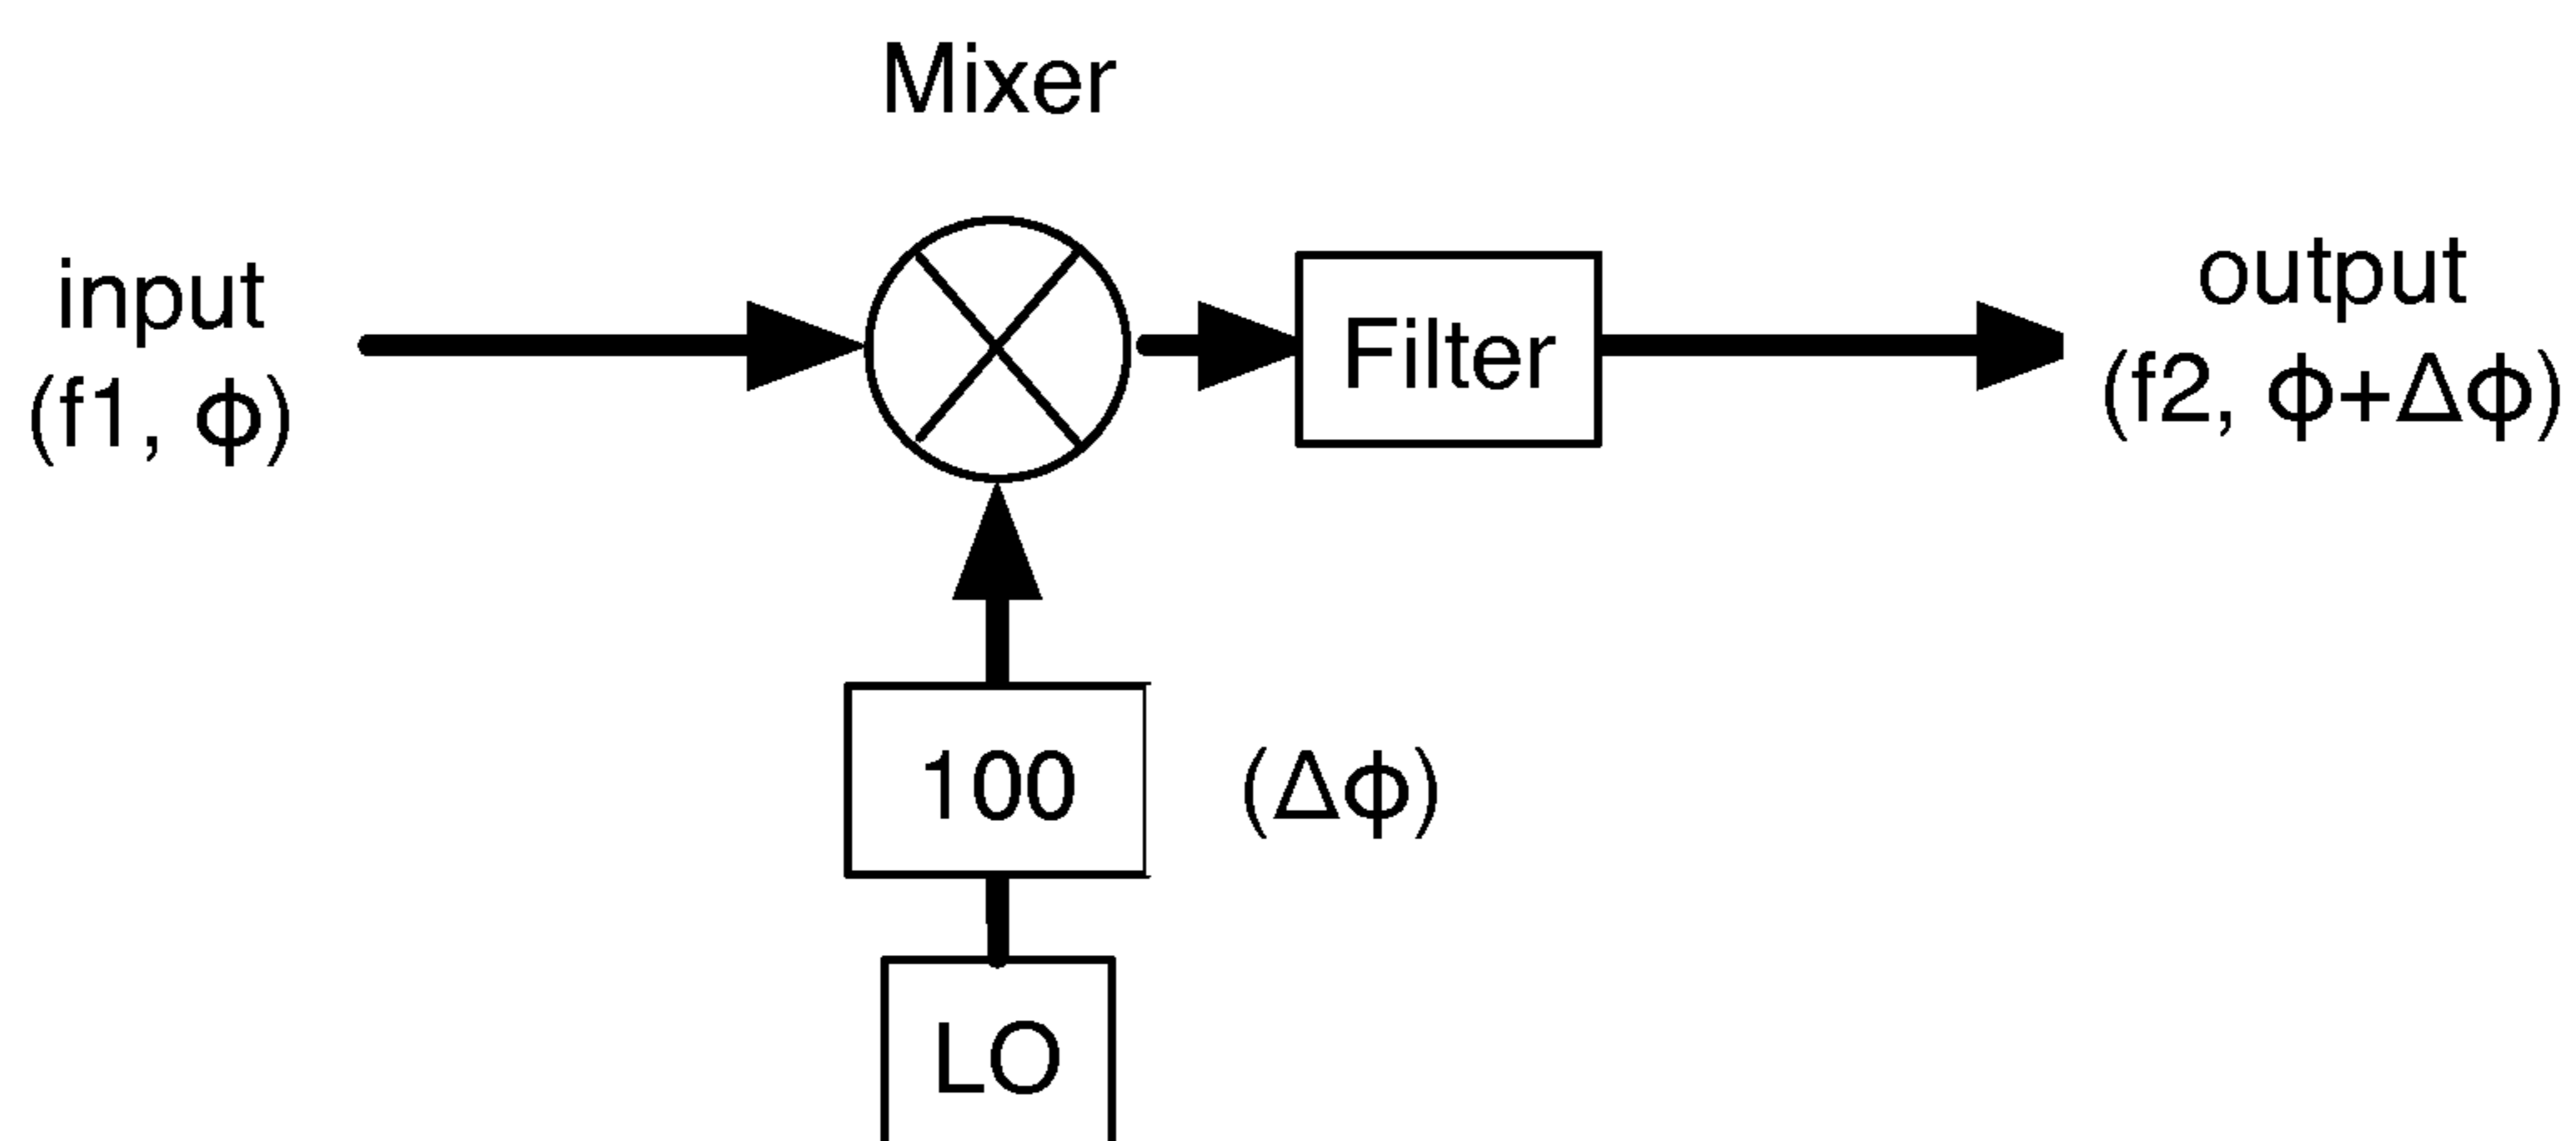 Mixer
input
(f1, ϕ)
Filter
output
(f2, ϕ+Δϕ)
100
(Δϕ)
LO